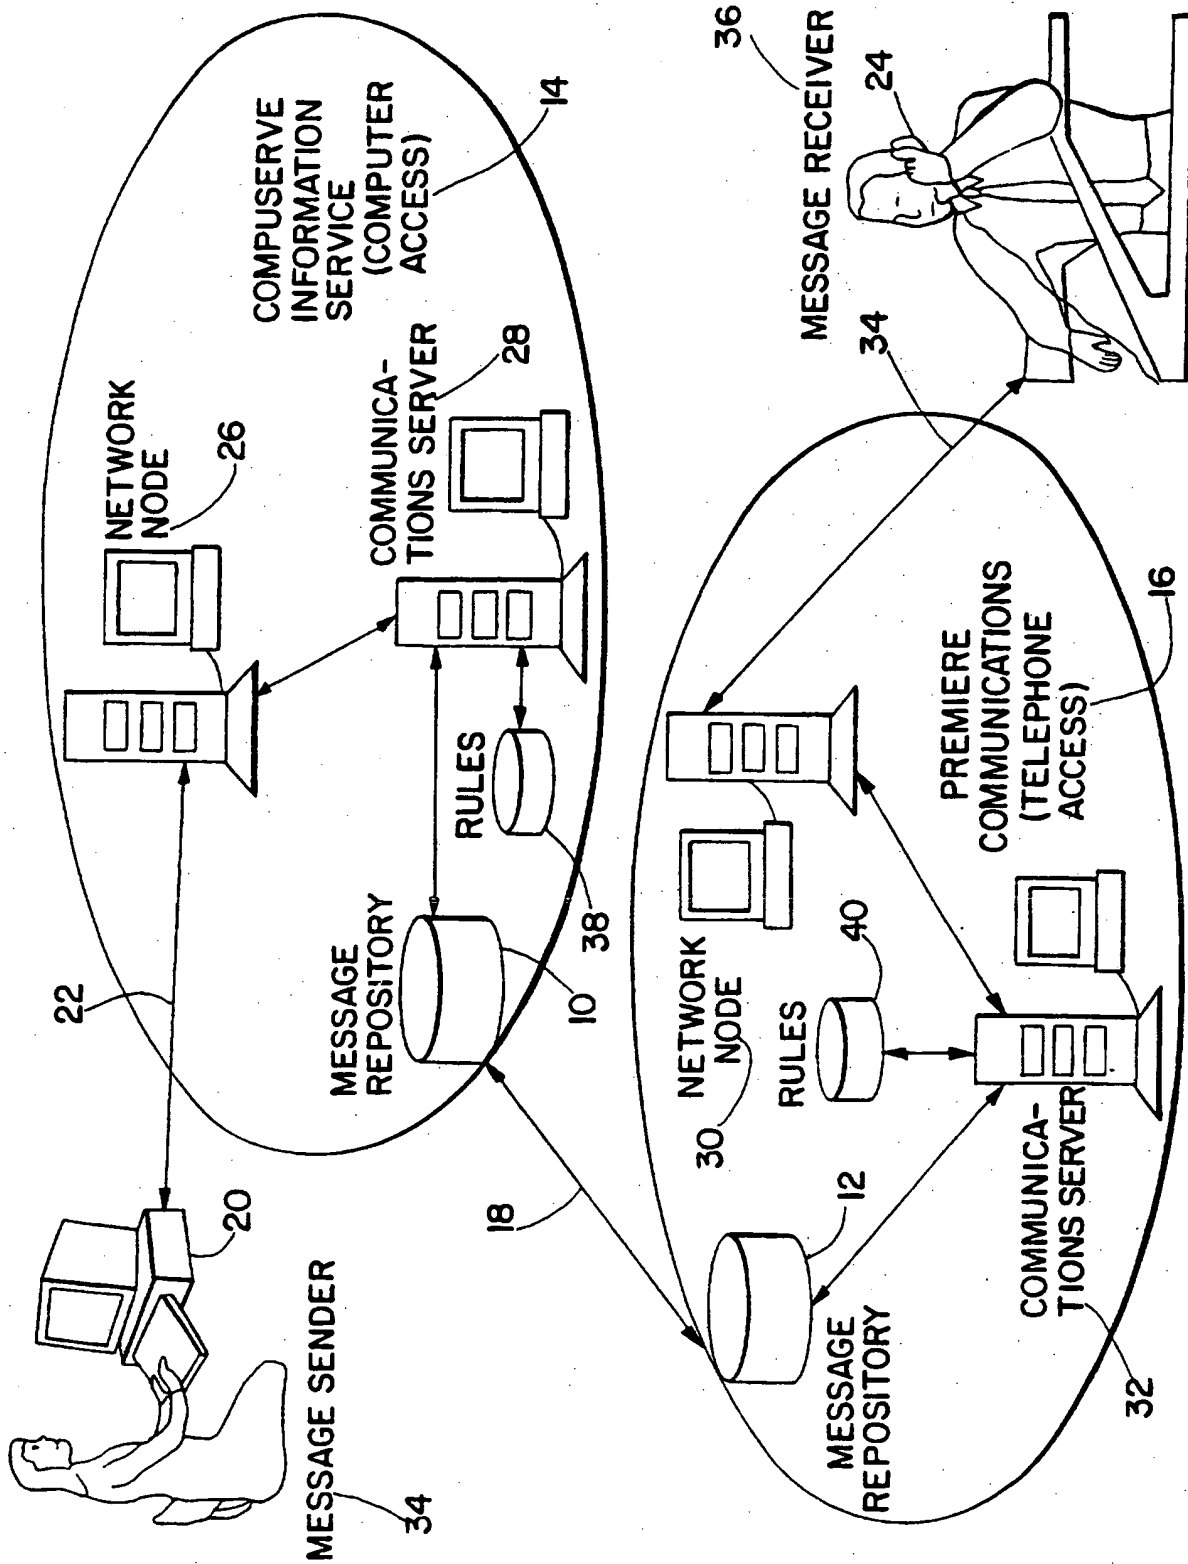 MESSAGE SENDER
34
20
22
NETWORK
NODE
26
COMPUSERVE
INFORMATION
SERVICE
(COMPUTER
ACCESS)
14
COMMUNICA-
TIONS SERVER
28
MESSAGE
REPOSITORY
10
RULES
38
18
MESSAGE
REPOSITORY
12
NETWORK
NODE
30
RULES
40
COMMUNICA-
TIONS SERVER
32
PREMIERE
COMMUNICATIONS
(TELEPHONE
ACCESS)
16
34
MESSAGE RECEIVER
36
24